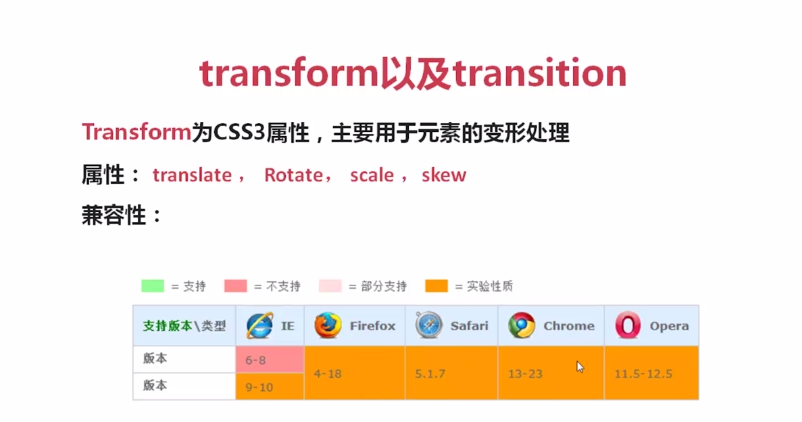 transform以及transition
Transform为CSS3属性，主要用于元素的变形处理
属性： translate ， Rotate， scale ，skew
兼容性：
= 支持 = 不支持 = 部分支持 = 实验性质
支持版本\类型 IE Firefox Safari Chrome Opera
版本 6-8 4-18 5.1.7 13-23 11.5-12.5
版本 9-10